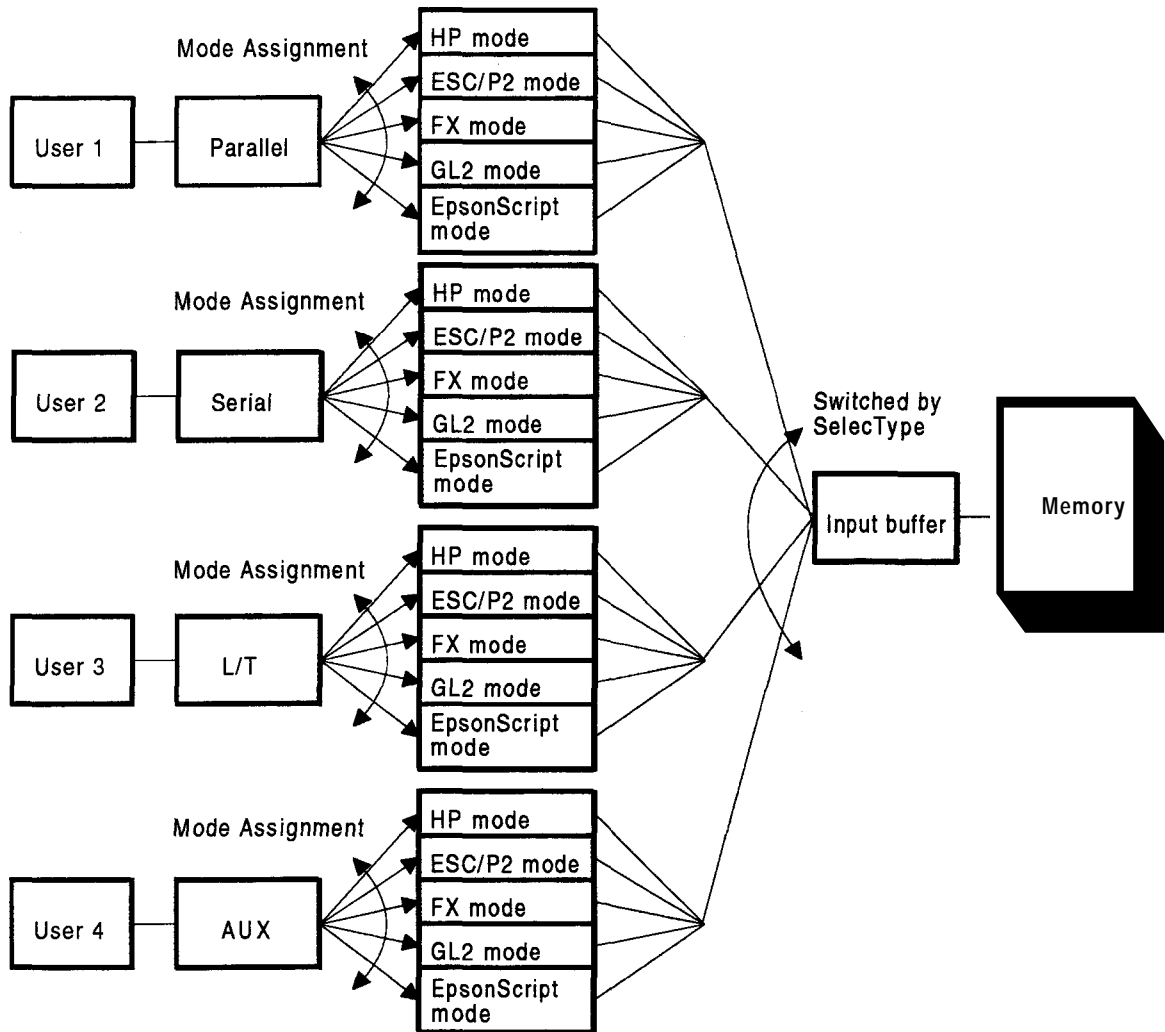 Mode Assignment
User 1
Parallel
HP mode
ESC/P2 mode
FX mode
GL2 mode
EpsonScript
mode
Mode Assignment
User 2
Serial
HP mode
ESC/P2 mode
FX mode
GL2 mode
EpsonScript
mode
Mode Assignment
User 3
L/T
HP mode
ESC/P2 mode
FX mode
GL2 mode
EpsonScript
mode
Mode Assignment
User 4
AUX
HP mode
ESC/P2 mode
FX mode
GL2 mode
EpsonScript
mode
Switched by
SelecType
Input buffer
Memory